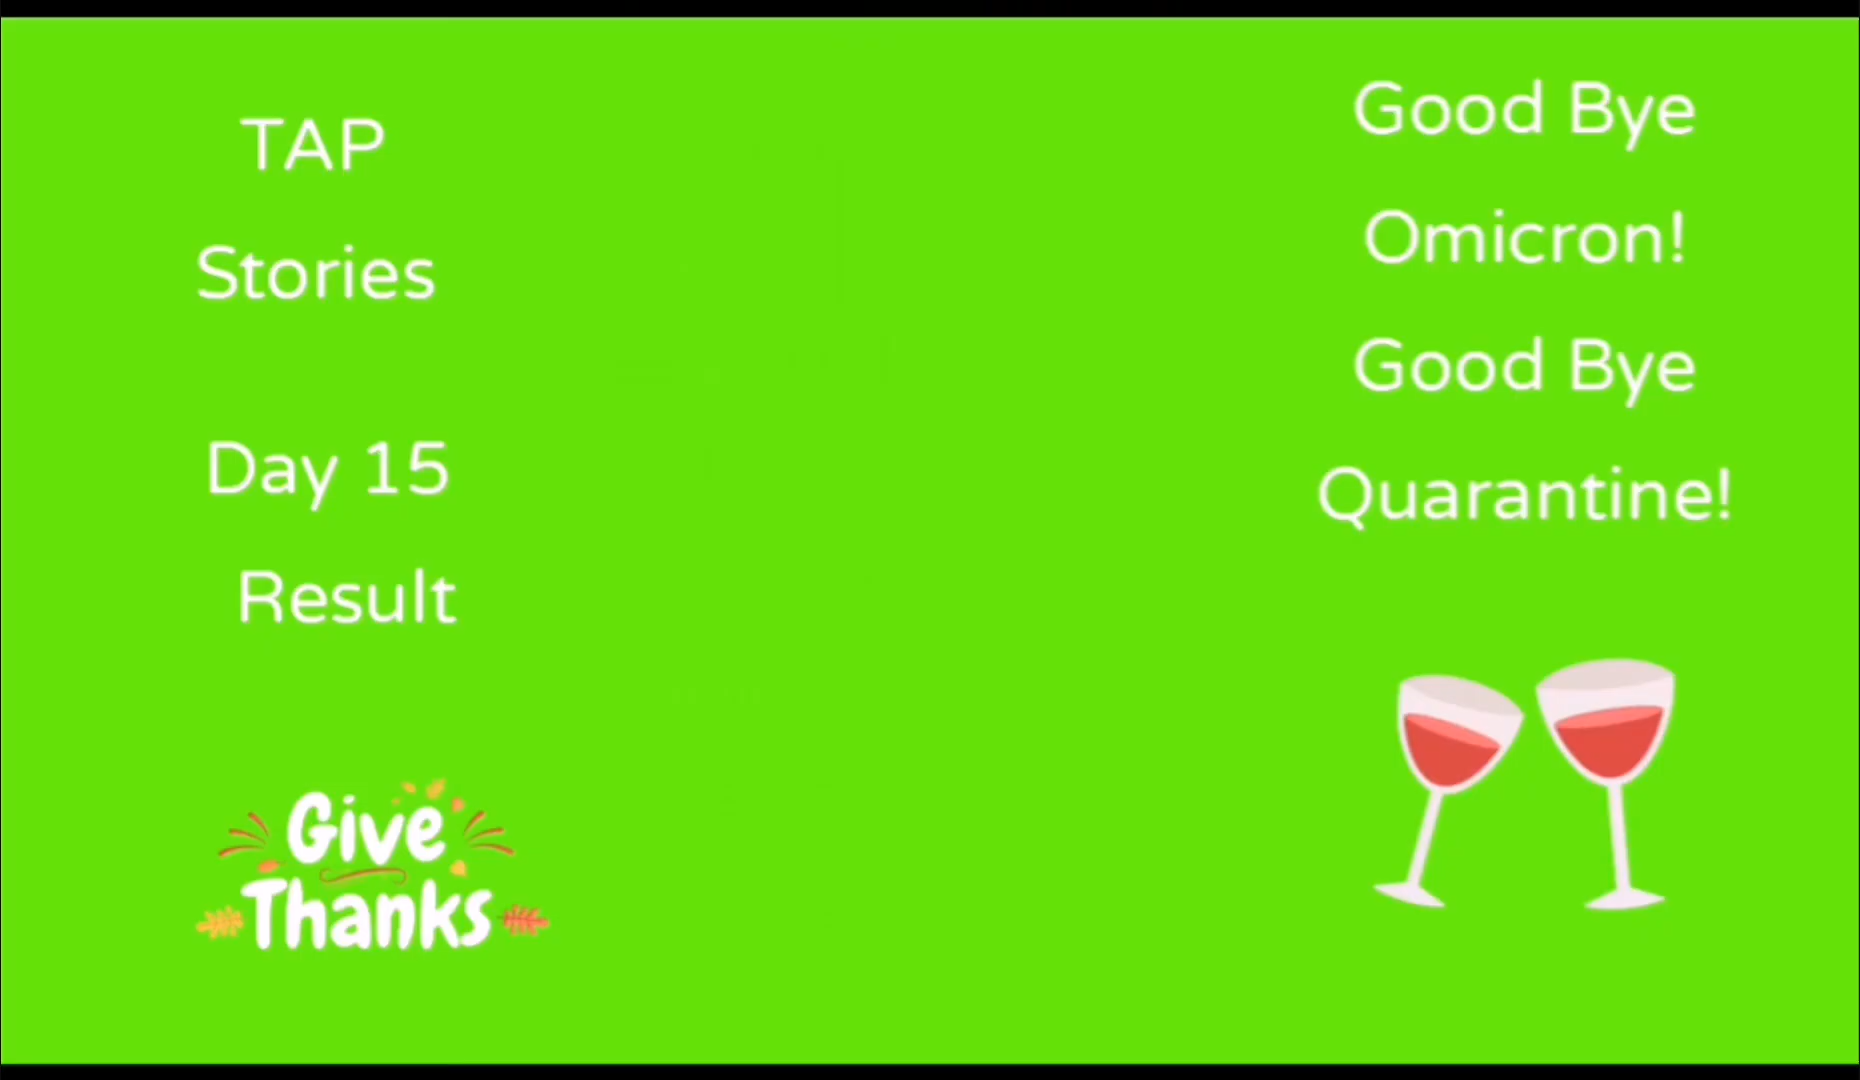 TAP
Stories
Day 15
Result
Give
Thanks
Good Bye
Omicron!
Good Bye
Quarantine!